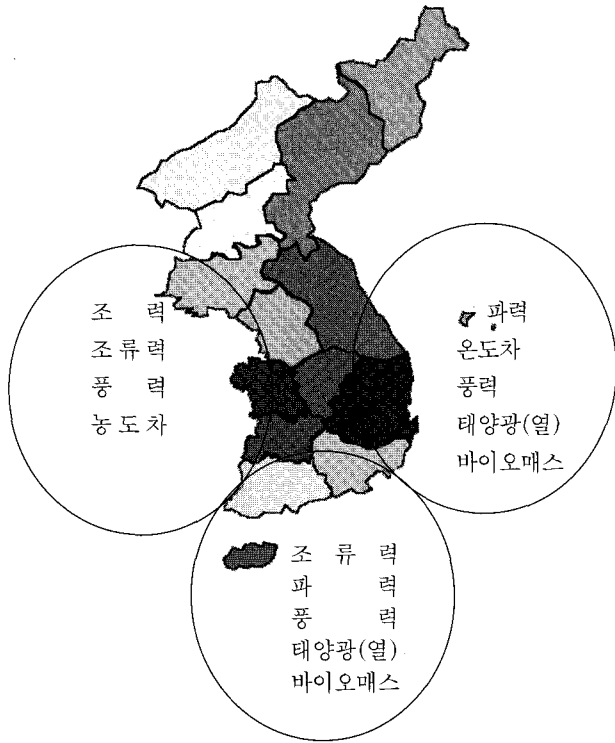 조 력
조 류 력
풍 력
농 도 차
파력
온도차
풍력
태양광(열)
바이오매스
조 류 력
파 력
풍 력
태양광(열)
바이오매스